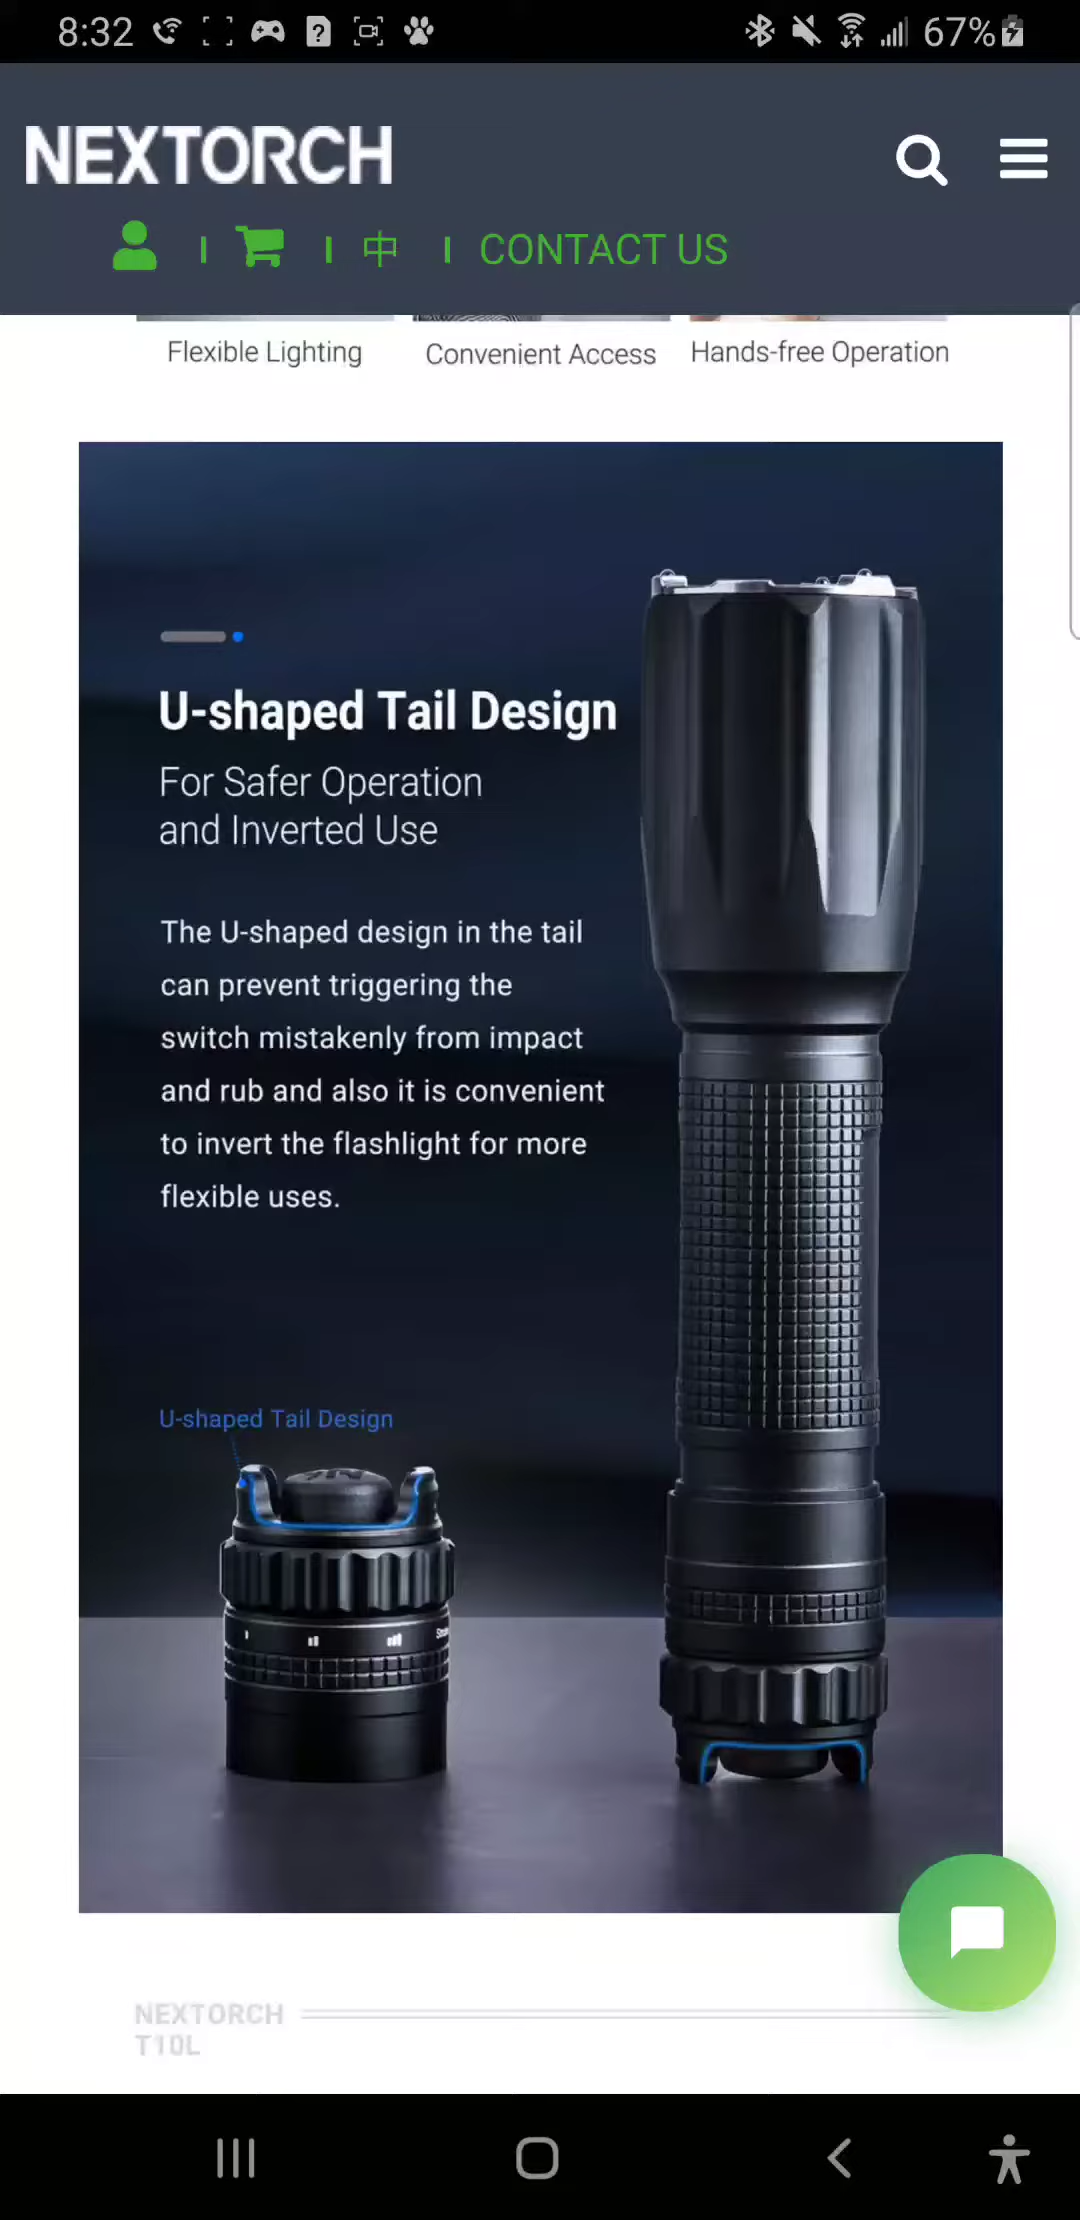 8:32
67%
NEXTORCH
中
CONTACT US
Flexible Lighting
Convenient Access
Hands-free Operation
U-shaped Tail Design
For Safer Operation
and Inverted Use
The U-shaped design in the tail
can prevent triggering the
switch mistakenly from impact
and rub and also it is convenient
to invert the flashlight for more
flexible uses.
U-shaped Tail Design
NEXTORCH
T10L